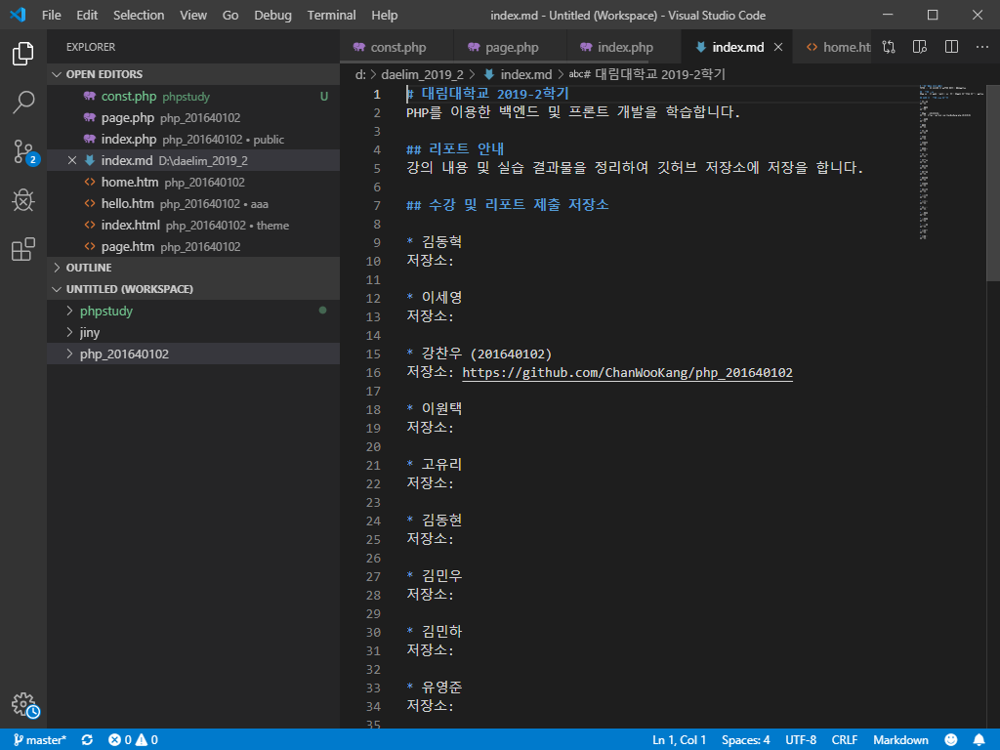 File Edit Selection View Go Debug Terminal Help
index.md - Untitled (Workspace) - Visual Studio Code
EXPLORER
OPEN EDITORS
const.php phpstudy U
page.php php_201640102
index.php php_201640102 • public
index.md D:\daelim_2019_2
home.htm php_201640102
hello.htm php_201640102 • aaa
index.html php_201640102 • theme
page.htm php_201640102
OUTLINE
UNTITLED (WORKSPACE)
phpstudy
jiny
php_201640102
2
const.php page.php index.php index.md home.ht
d: > daelim_2019_2 > index.md > abc# 대림대학교 2019-2학기
1 # 대림대학교 2019-2학기
2 PHP를 이용한 백엔드 및 프론트 개발을 학습합니다.
3
4 ## 리포트 안내
5 강의 내용 및 실습 결과물을 정리하여 깃허브 저장소에 저장을 합니다.
6
7 ## 수강 및 리포트 제출 저장소
8
9 * 김동혁
10 저장소:
11
12 * 이세영
13 저장소:
14
15 * 강찬우 (201640102)
16 저장소: https://github.com/ChanWooKang/php_201640102
17
18 * 이원택
19 저장소:
20
21 * 고유리
22 저장소:
23
24 * 김동현
25 저장소:
26
27 * 김민우
28 저장소:
29
30 * 김민하
31 저장소:
32
33 * 유영준
34 저장소:
35
master* 0 0 Ln 1, Col 1 Spaces: 4 UTF-8 CRLF Markdown